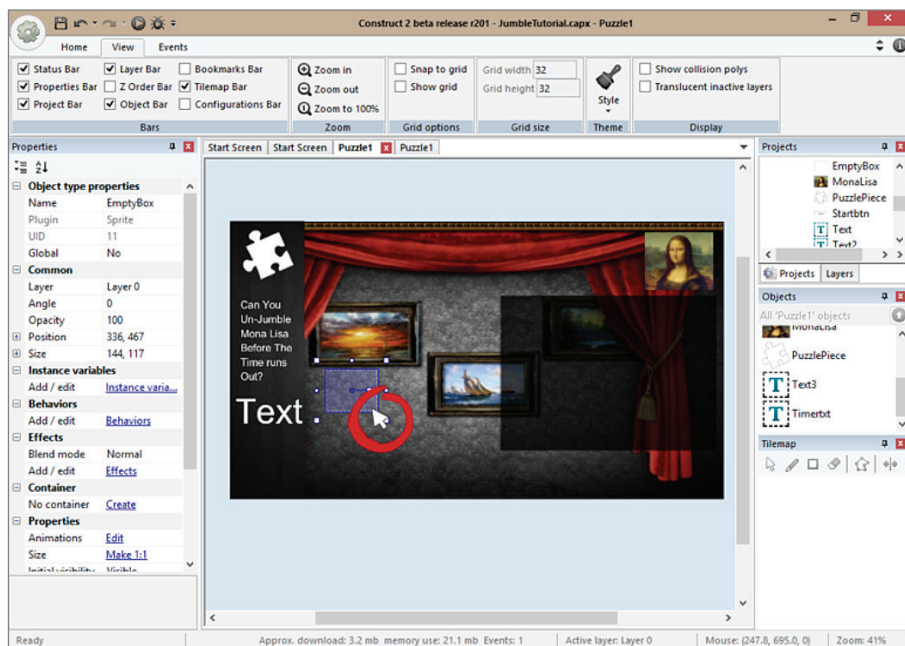 Construct 2 beta release r201 - JumbleTutorial.capx - Puzzle1
Home View Events
Status Bar Layer Bar Bookmarks Bar
Properties Bar Z Order Bar Tilemap Bar
Project Bar Object Bar Configurations Bar
Bars
Zoom in
Zoom out
Zoom to 100%
Zoom
Snap to grid
Show grid
Grid options
Grid width 32
Grid height 32
Grid size
Style
Theme
Show collision polys
Translucent inactive layers
Display
Properties
Object type properties
Name EmptyBox
Plugin Sprite
UID 11
Global No
Common
Layer Layer 0
Angle 0
Opacity 100
Position 336, 467
Size 144, 117
Instance variables
Add / edit Instance varia...
Behaviors
Add / edit Behaviors
Effects
Blend mode Normal
Add / edit Effects
Container
No container Create
Properties
Animations Edit
Size Make 1:1
Initial visibility Visible
Start Screen Start Screen Puzzle1 Puzzle1
Can You
Un-Jumble
Mona Lisa
Before The
Time runs
Out?
Text
Projects
EmptyBox
MonaLisa
PuzzlePiece
Startbtn
Text
Text2
Projects Layers
Objects
All 'Puzzle1' objects
MonaLisa
PuzzlePiece
Text3
Timertxt
Tilemap
Ready Approx. download: 3.2 mb memory use: 21.1 mb Events: 1 Active layer: Layer 0 Mouse: (247.8, 695.0, 0) Zoom: 41%